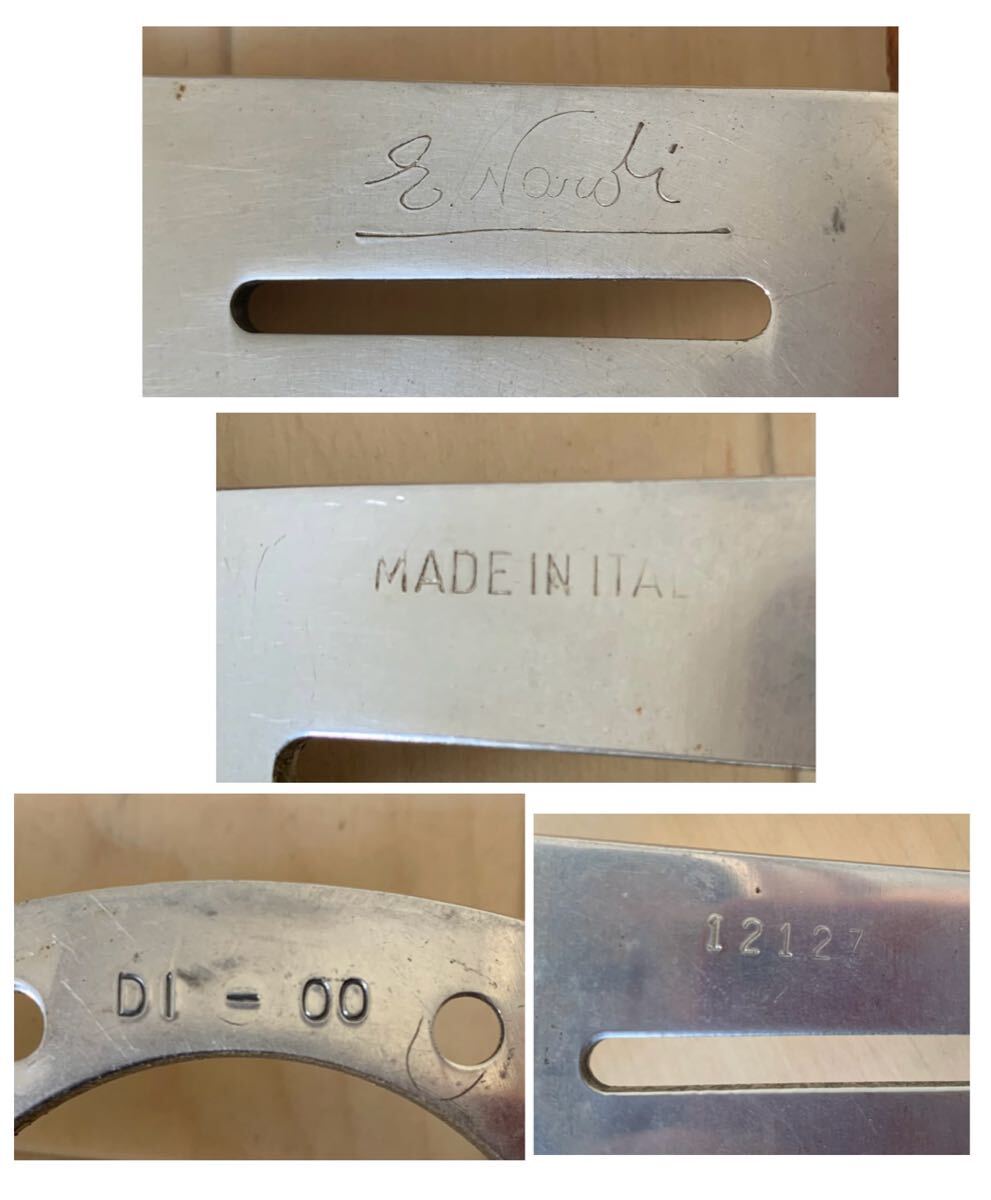 E. Nardi
MADE IN ITAL
DI - 00
12127